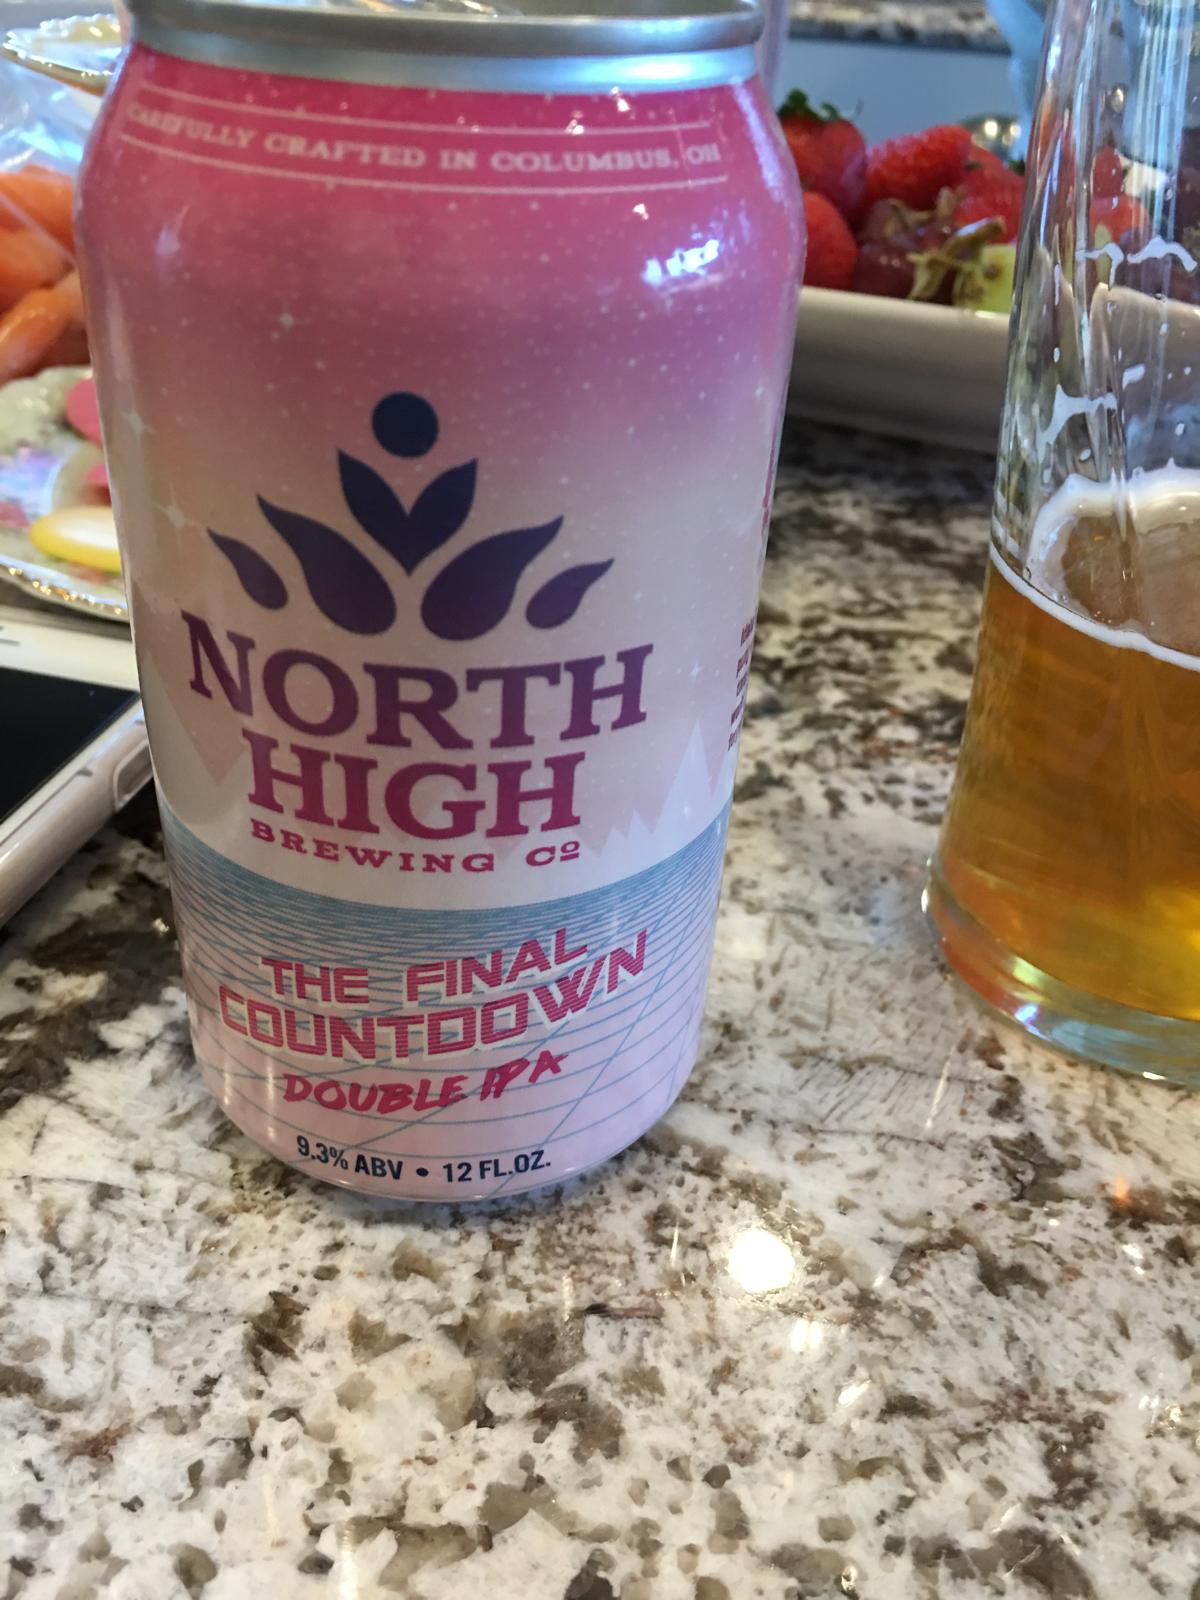 CAREFULLY CRAFTED IN COLUMBUS, OH
NORTH
HIGH
BREWING Cº
THE FINAL
COUNTDOWN
DOUBLE IPA
9.3% ABV • 12 FL.OZ.